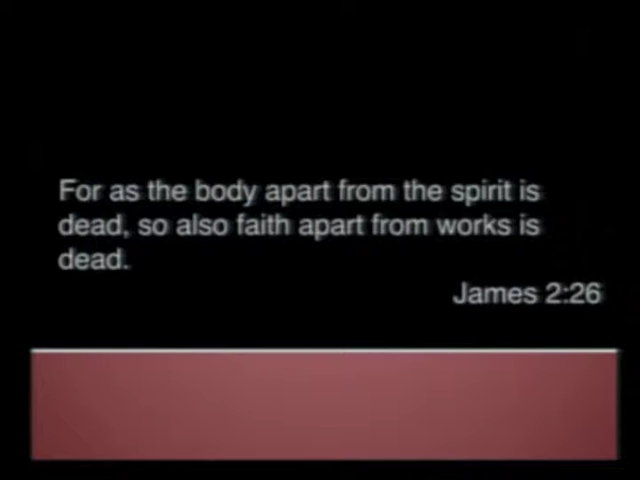 For as the body apart from the spirit is
dead, so also faith apart from works is
dead.
James 2:26